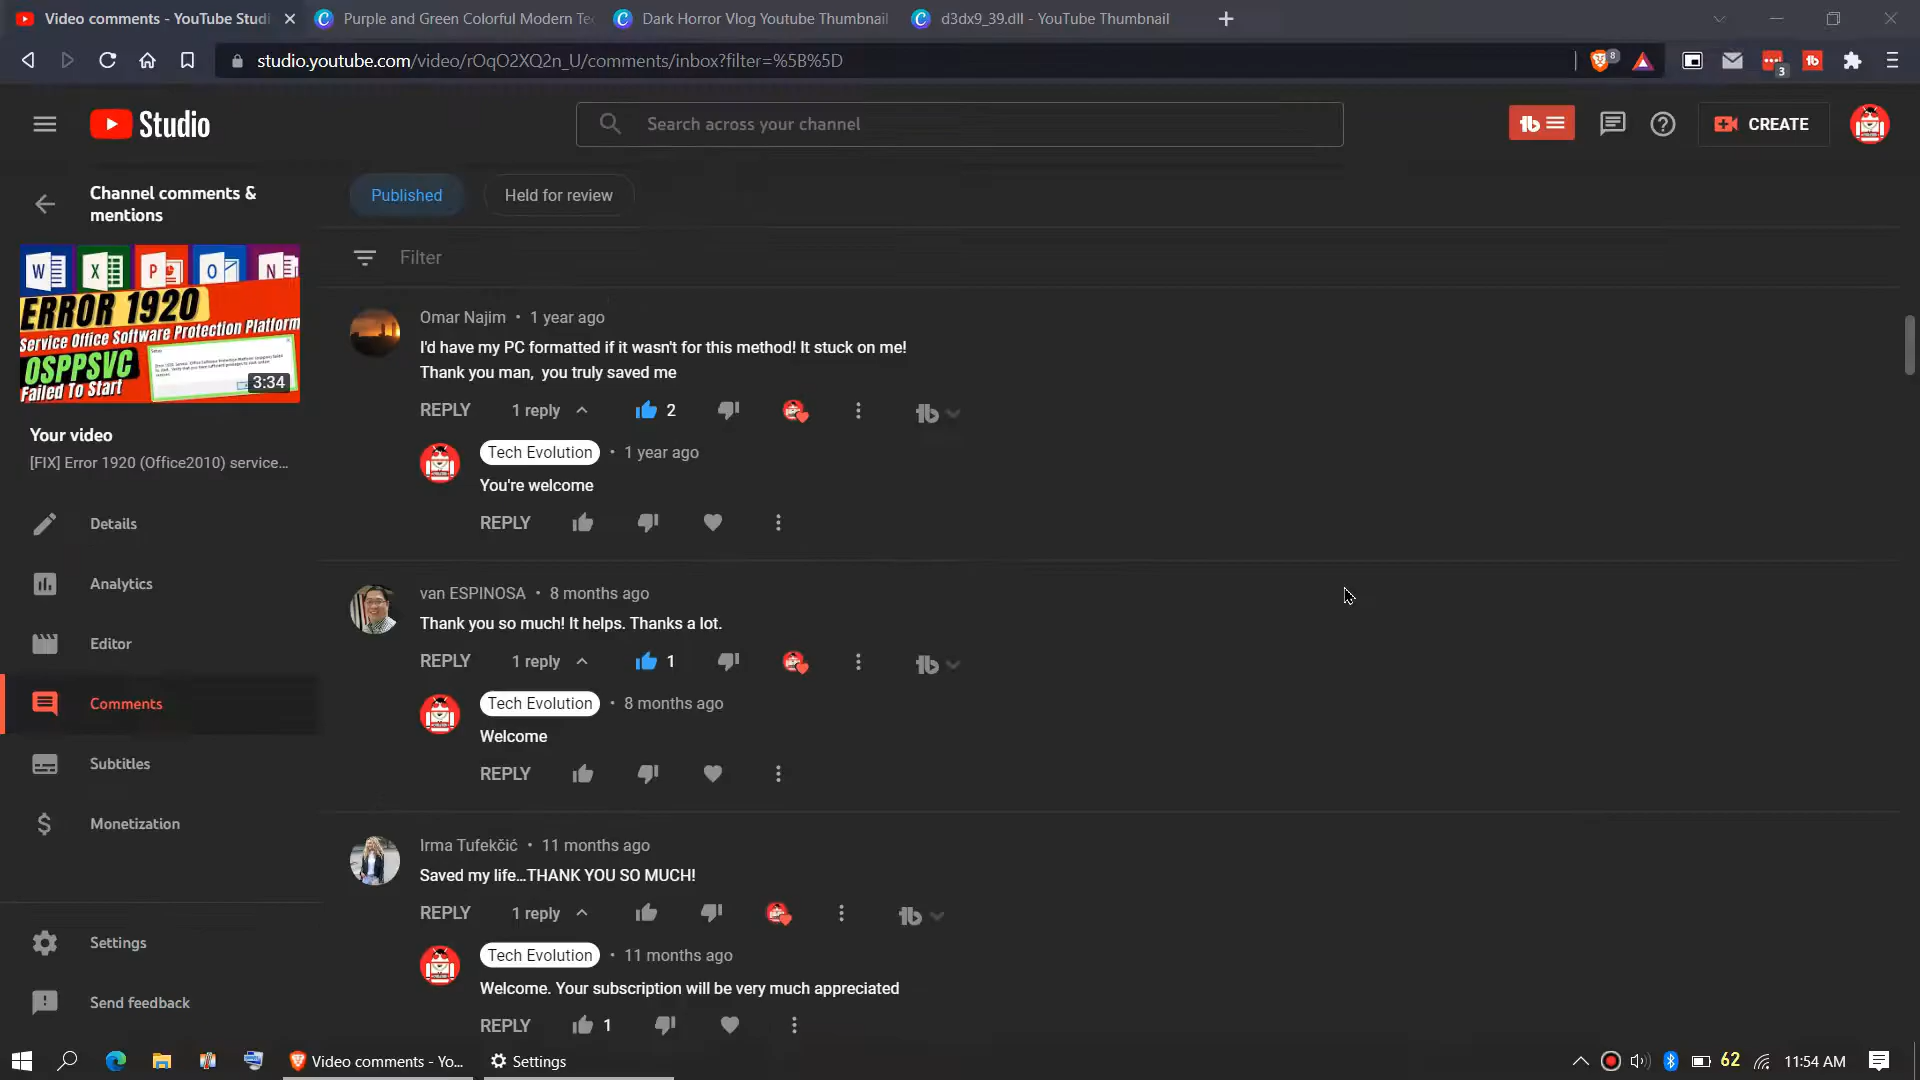 Video comments - YouTube Studi
Purple and Green Colorful Modern Te
Dark Horror Vlog Youtube Thumbnail
d3dx9_39.dll - YouTube Thumbnail
studio.youtube.com/video/rOqO2XQ2n_U/comments/inbox?filter=%5B%5D
8
3
Studio
Search across your channel
CREATE
Channel comments &
mentions
Published
Held for review
Filter
ERROR 1920
Service Office Software Protection Platform
OSPPSVC
Failed To Start
3:34
Your video
[FIX] Error 1920 (Office2010) service...
Details
Analytics
Editor
Comments
Subtitles
Monetization
Settings
Send feedback
Omar Najim • 1 year ago
I'd have my PC formatted if it wasn't for this method! It stuck on me!
Thank you man,  you truly saved me
REPLY 1 reply 2
Tech Evolution • 1 year ago
You're welcome
REPLY
van ESPINOSA • 8 months ago
Thank you so much! It helps. Thanks a lot.
REPLY 1 reply 1
Tech Evolution • 8 months ago
Welcome
REPLY
Irma Tufekčić • 11 months ago
Saved my life...THANK YOU SO MUCH!
REPLY 1 reply
Tech Evolution • 11 months ago
Welcome. Your subscription will be very much appreciated
REPLY 1
Video comments - Yo...
Settings
62
11:54 AM